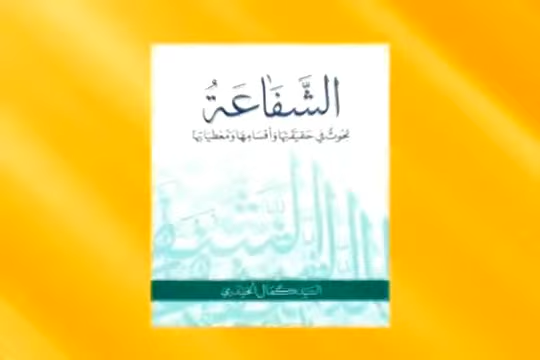 الشَّفَاعَةُ
بحوث في حقيقتها وأقسامها ومعطياتها
السيد كمال الحيدري